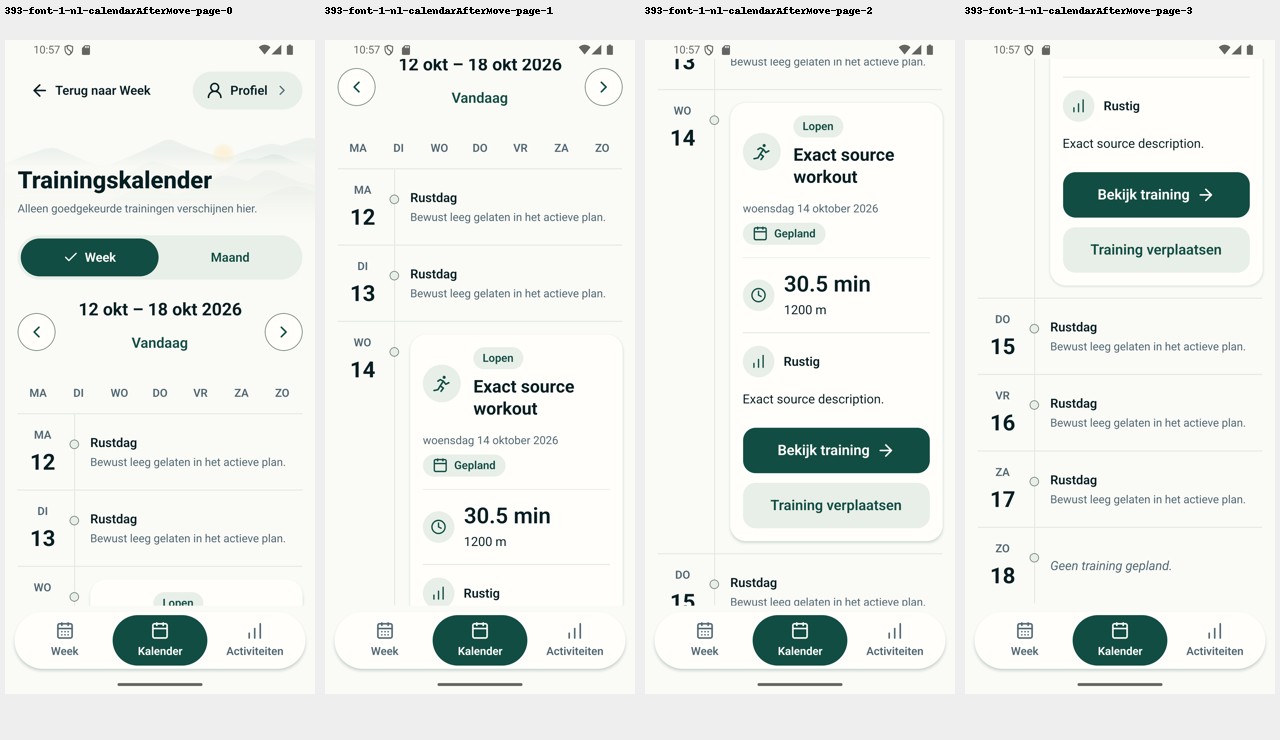 393-font-1-nl-calendarAfterMove-page-0
10:57
Terug naar Week
Profiel
Trainingskalender
Alleen goedgekeurde trainingen verschijnen hier.
Week
Maand
12 okt – 18 okt 2026
Vandaag
MA DI WO DO VR ZA ZO
MA
12
Rustdag
Bewust leeg gelaten in het actieve plan.
DI
13
Rustdag
Bewust leeg gelaten in het actieve plan.
WO
Lopen
Week
Kalender
Activiteiten
393-font-1-nl-calendarAfterMove-page-1
10:57
12 okt – 18 okt 2026
Vandaag
MA DI WO DO VR ZA ZO
MA
12
Rustdag
Bewust leeg gelaten in het actieve plan.
DI
13
Rustdag
Bewust leeg gelaten in het actieve plan.
WO
14
Lopen
Exact source
workout
woensdag 14 oktober 2026
Gepland
30.5 min
1200 m
Rustig
Week
Kalender
Activiteiten
393-font-1-nl-calendarAfterMove-page-2
10:57
13
Bewust leeg gelaten in het actieve plan.
WO
14
Lopen
Exact source
workout
woensdag 14 oktober 2026
Gepland
30.5 min
1200 m
Rustig
Exact source description.
Bekijk training
Training verplaatsen
DO
15
Rustdag
Bewust leeg gelaten in het actieve plan.
Week
Kalender
Activiteiten
393-font-1-nl-calendarAfterMove-page-3
10:57
Rustig
Exact source description.
Bekijk training
Training verplaatsen
DO
15
Rustdag
Bewust leeg gelaten in het actieve plan.
VR
16
Rustdag
Bewust leeg gelaten in het actieve plan.
ZA
17
Rustdag
Bewust leeg gelaten in het actieve plan.
ZO
18
Geen training gepland.
Week
Kalender
Activiteiten